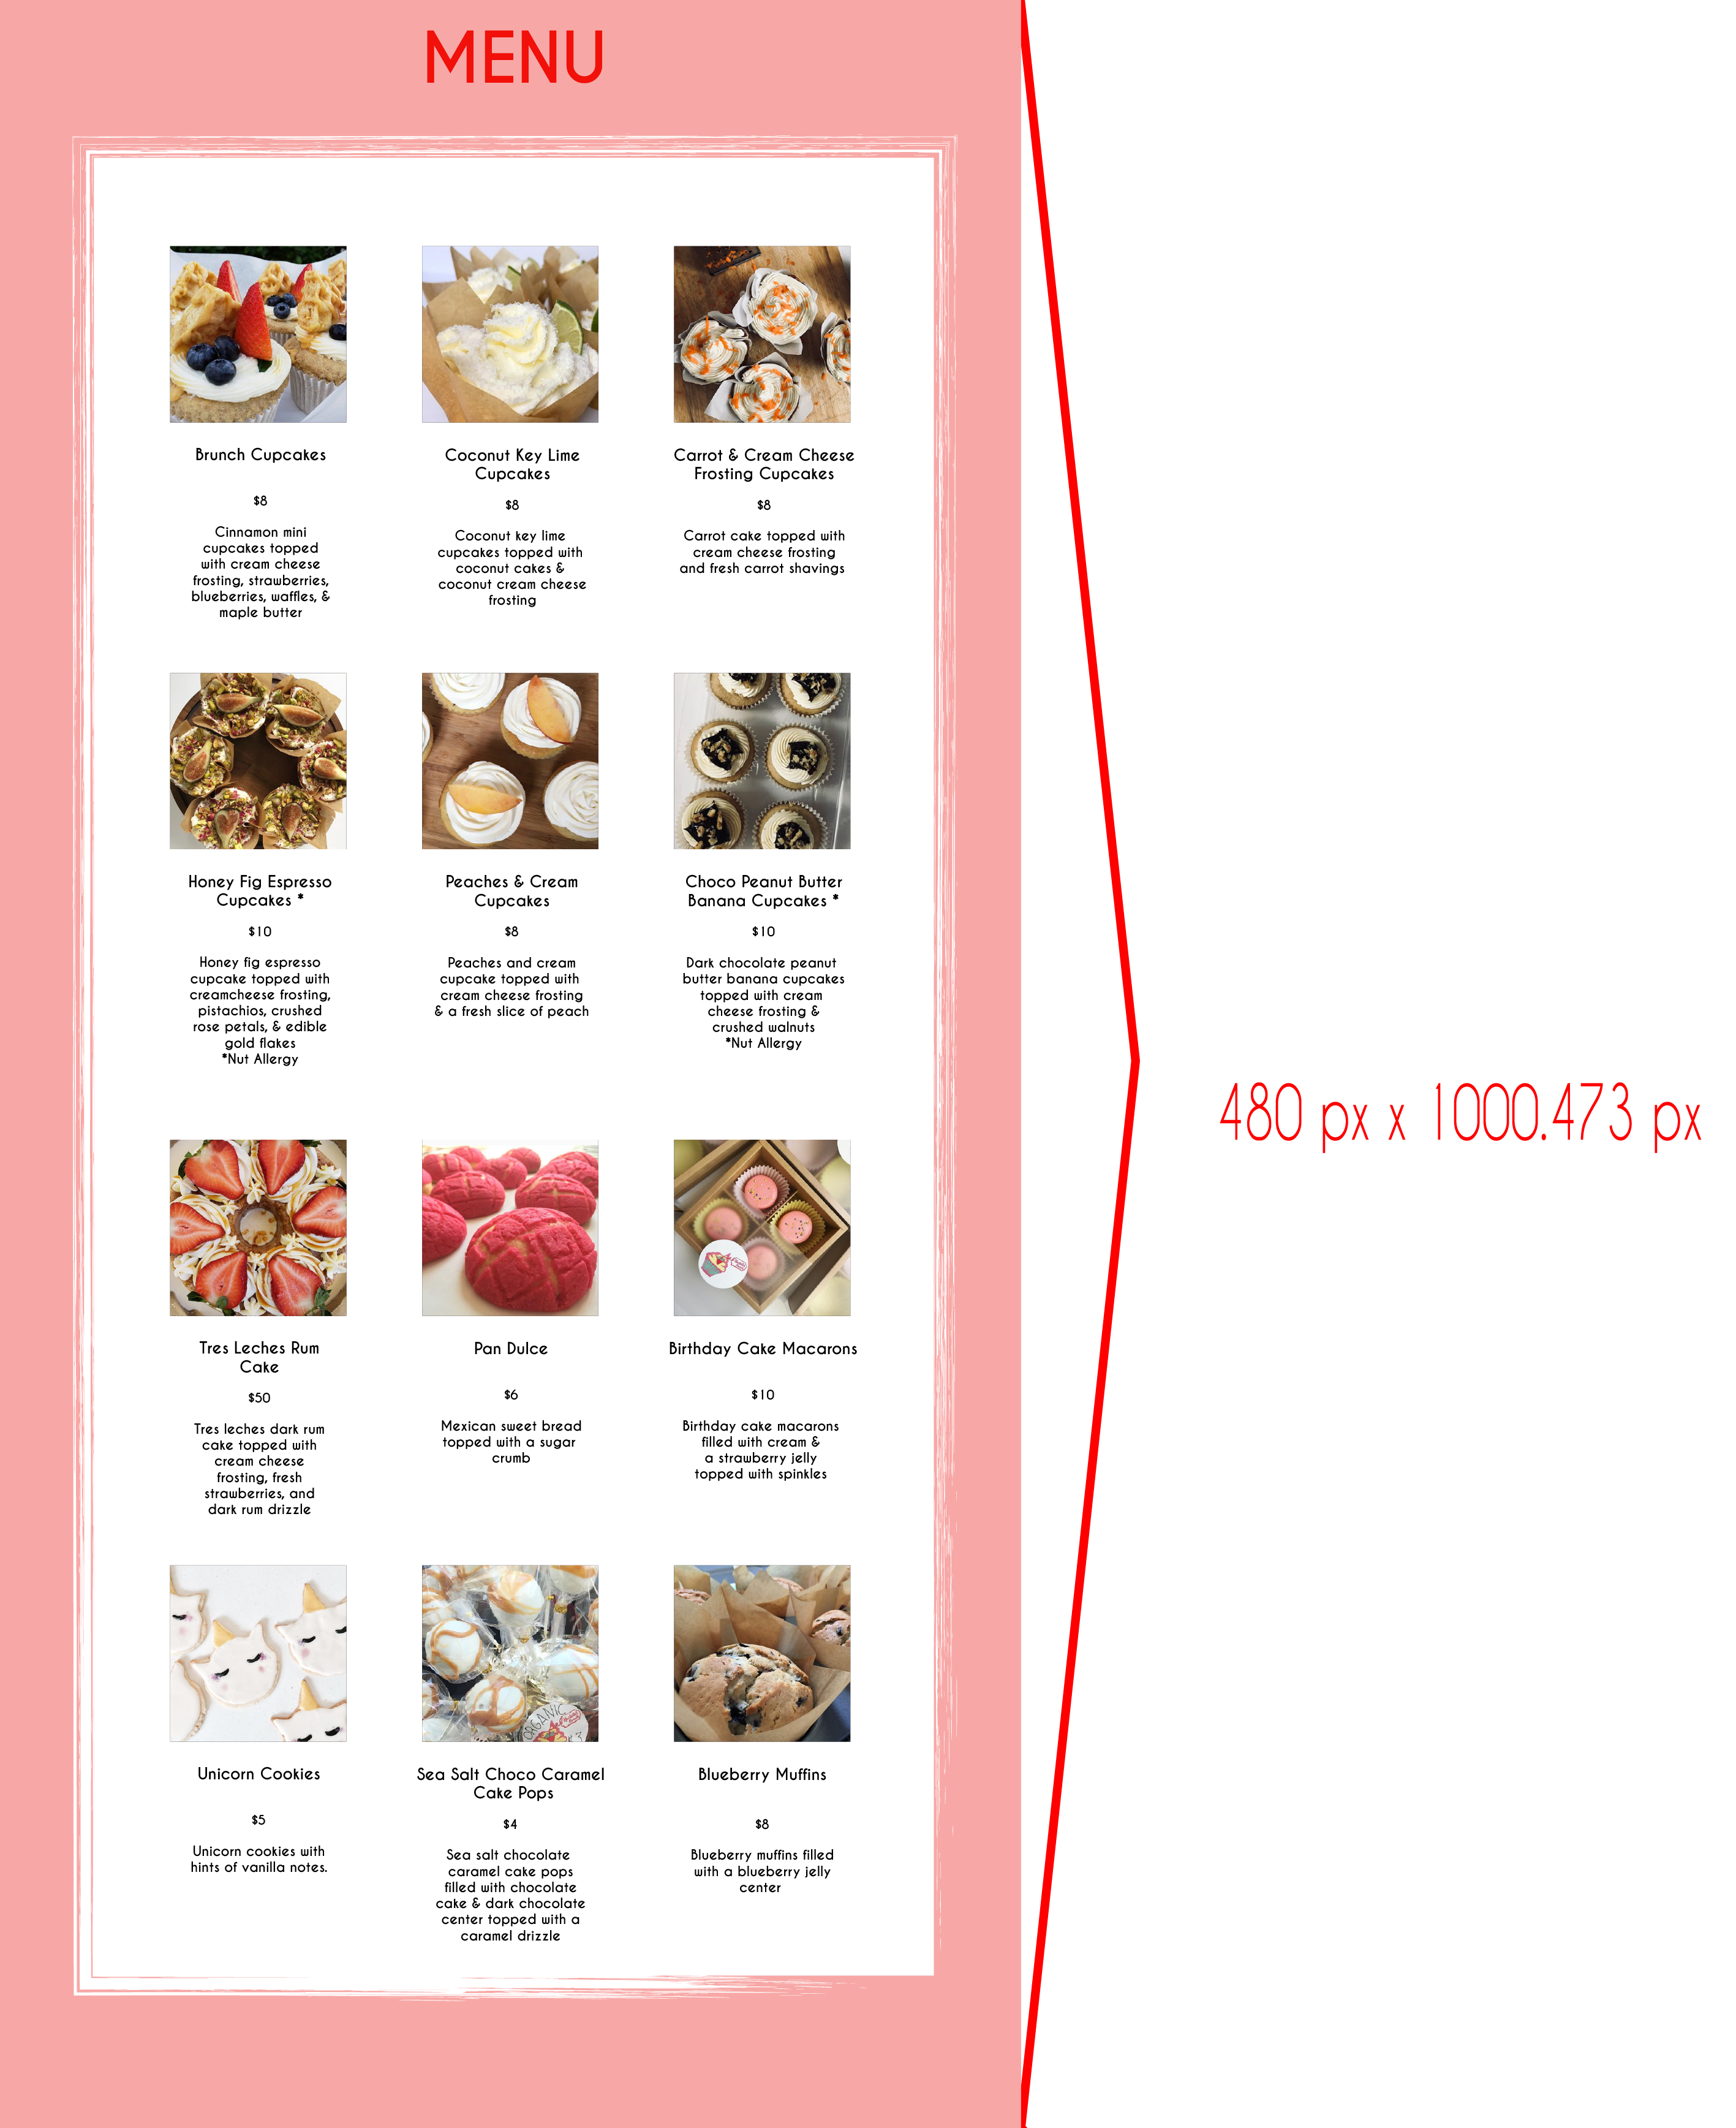 MENU
Brunch Cupcakes
$8
Cinnamon mini
cupcakes topped
with cream cheese
frosting, strawberries,
blueberries, waffles, &
maple butter
Coconut Key Lime
Cupcakes
$8
Coconut key lime
cupcakes topped with
coconut cakes &
coconut cream cheese
frosting
Carrot & Cream Cheese
Frosting Cupcakes
$8
Carrot cake topped with
cream cheese frosting
and fresh carrot shavings
Honey Fig Espresso
Cupcakes *
$10
Honey fig espresso
cupcake topped with
creamcheese frosting,
pistachios, crushed
rose petals, & edible
gold flakes
*Nut Allergy
Peaches & Cream
Cupcakes
$8
Peaches and cream
cupcake topped with
cream cheese frosting
& a fresh slice of peach
Choco Peanut Butter
Banana Cupcakes *
$10
Dark chocolate peanut
butter banana cupcakes
topped with cream
cheese frosting &
crushed walnuts
*Nut Allergy
480 px x 1000.473 px
Tres Leches Rum
Cake
$50
Tres leches dark rum
cake topped with
cream cheese
frosting, fresh
strawberries, and
dark rum drizzle
Pan Dulce
$6
Mexican sweet bread
topped with a sugar
crumb
Birthday Cake Macarons
$10
Birthday cake macarons
filled with cream &
a strawberry jelly
topped with spinkles
ORGANIC
Unicorn Cookies
$5
Unicorn cookies with
hints of vanilla notes.
Sea Salt Choco Caramel
Cake Pops
$4
Sea salt chocolate
caramel cake pops
filled with chocolate
cake & dark chocolate
center topped with a
caramel drizzle
Blueberry Muffins
$8
Blueberry muffins filled
with a blueberry jelly
center